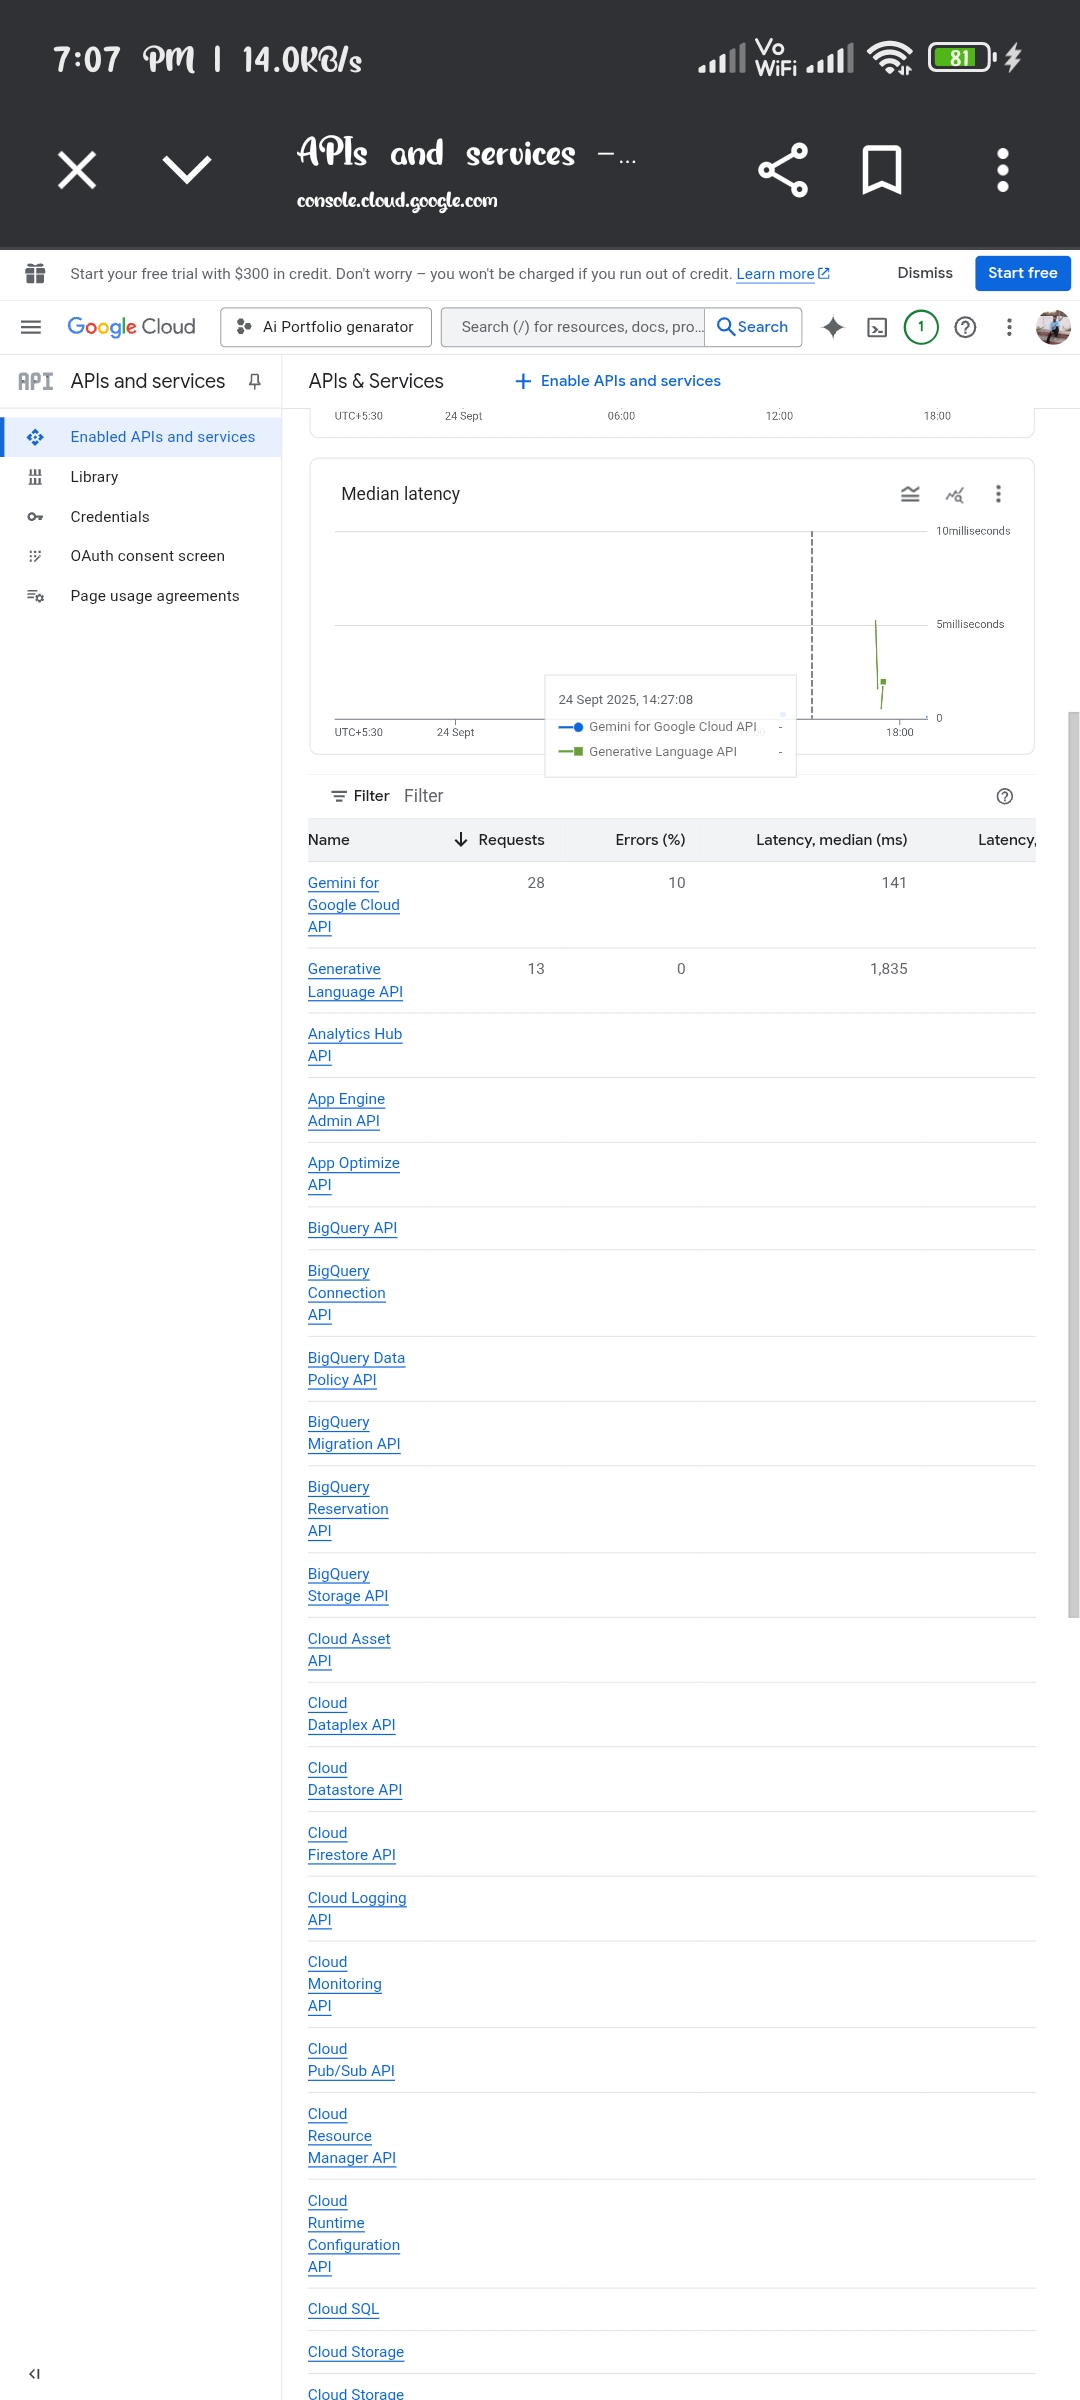 7:07 PM | 14.0KB/s
Vo
WiFi
81
APIs and services –...
console.cloud.google.com
Start your free trial with $300 in credit. Don't worry – you won't be charged if you run out of credit. Learn more
Dismiss
Start free
Google Cloud
Ai Portfolio genarator
Search (/) for resources, docs, pro...
Search
1
API
APIs and services
APIs & Services
Enable APIs and services
Enabled APIs and services
Library
Credentials
OAuth consent screen
Page usage agreements
UTC+5:30 24 Sept 06:00 12:00 18:00
Median latency
10milliseconds
5milliseconds
0
24 Sept 2025, 14:27:08
Gemini for Google Cloud API -
Generative Language API -
UTC+5:30 24 Sept 18:00
Filter Filter
Name Requests Errors (%) Latency, median (ms) Latency,
Gemini for 28 10 141
Google Cloud
API
Generative 13 0 1,835
Language API
Analytics Hub
API
App Engine
Admin API
App Optimize
API
BigQuery API
BigQuery
Connection
API
BigQuery Data
Policy API
BigQuery
Migration API
BigQuery
Reservation
API
BigQuery
Storage API
Cloud Asset
API
Cloud
Dataplex API
Cloud
Datastore API
Cloud
Firestore API
Cloud Logging
API
Cloud
Monitoring
API
Cloud
Pub/Sub API
Cloud
Resource
Manager API
Cloud
Runtime
Configuration
API
Cloud SQL
Cloud Storage
Cloud Storage